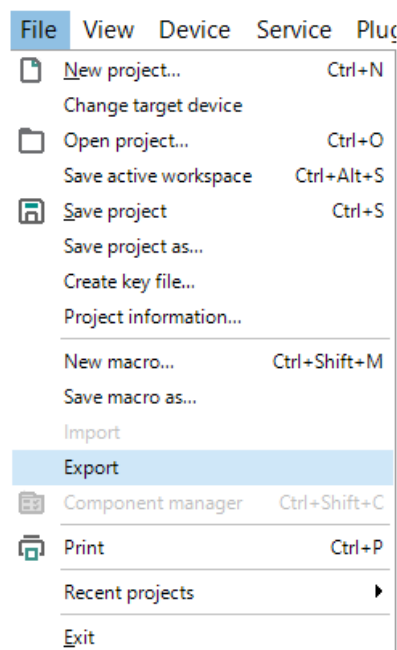 File View Device Service Plug
New project... Ctrl+N
Change target device
Open project... Ctrl+O
Save active workspace Ctrl+Alt+S
Save project Ctrl+S
Save project as...
Create key file...
Project information...
New macro... Ctrl+Shift+M
Save macro as...
Import
Export
Component manager Ctrl+Shift+C
Print Ctrl+P
Recent projects
Exit